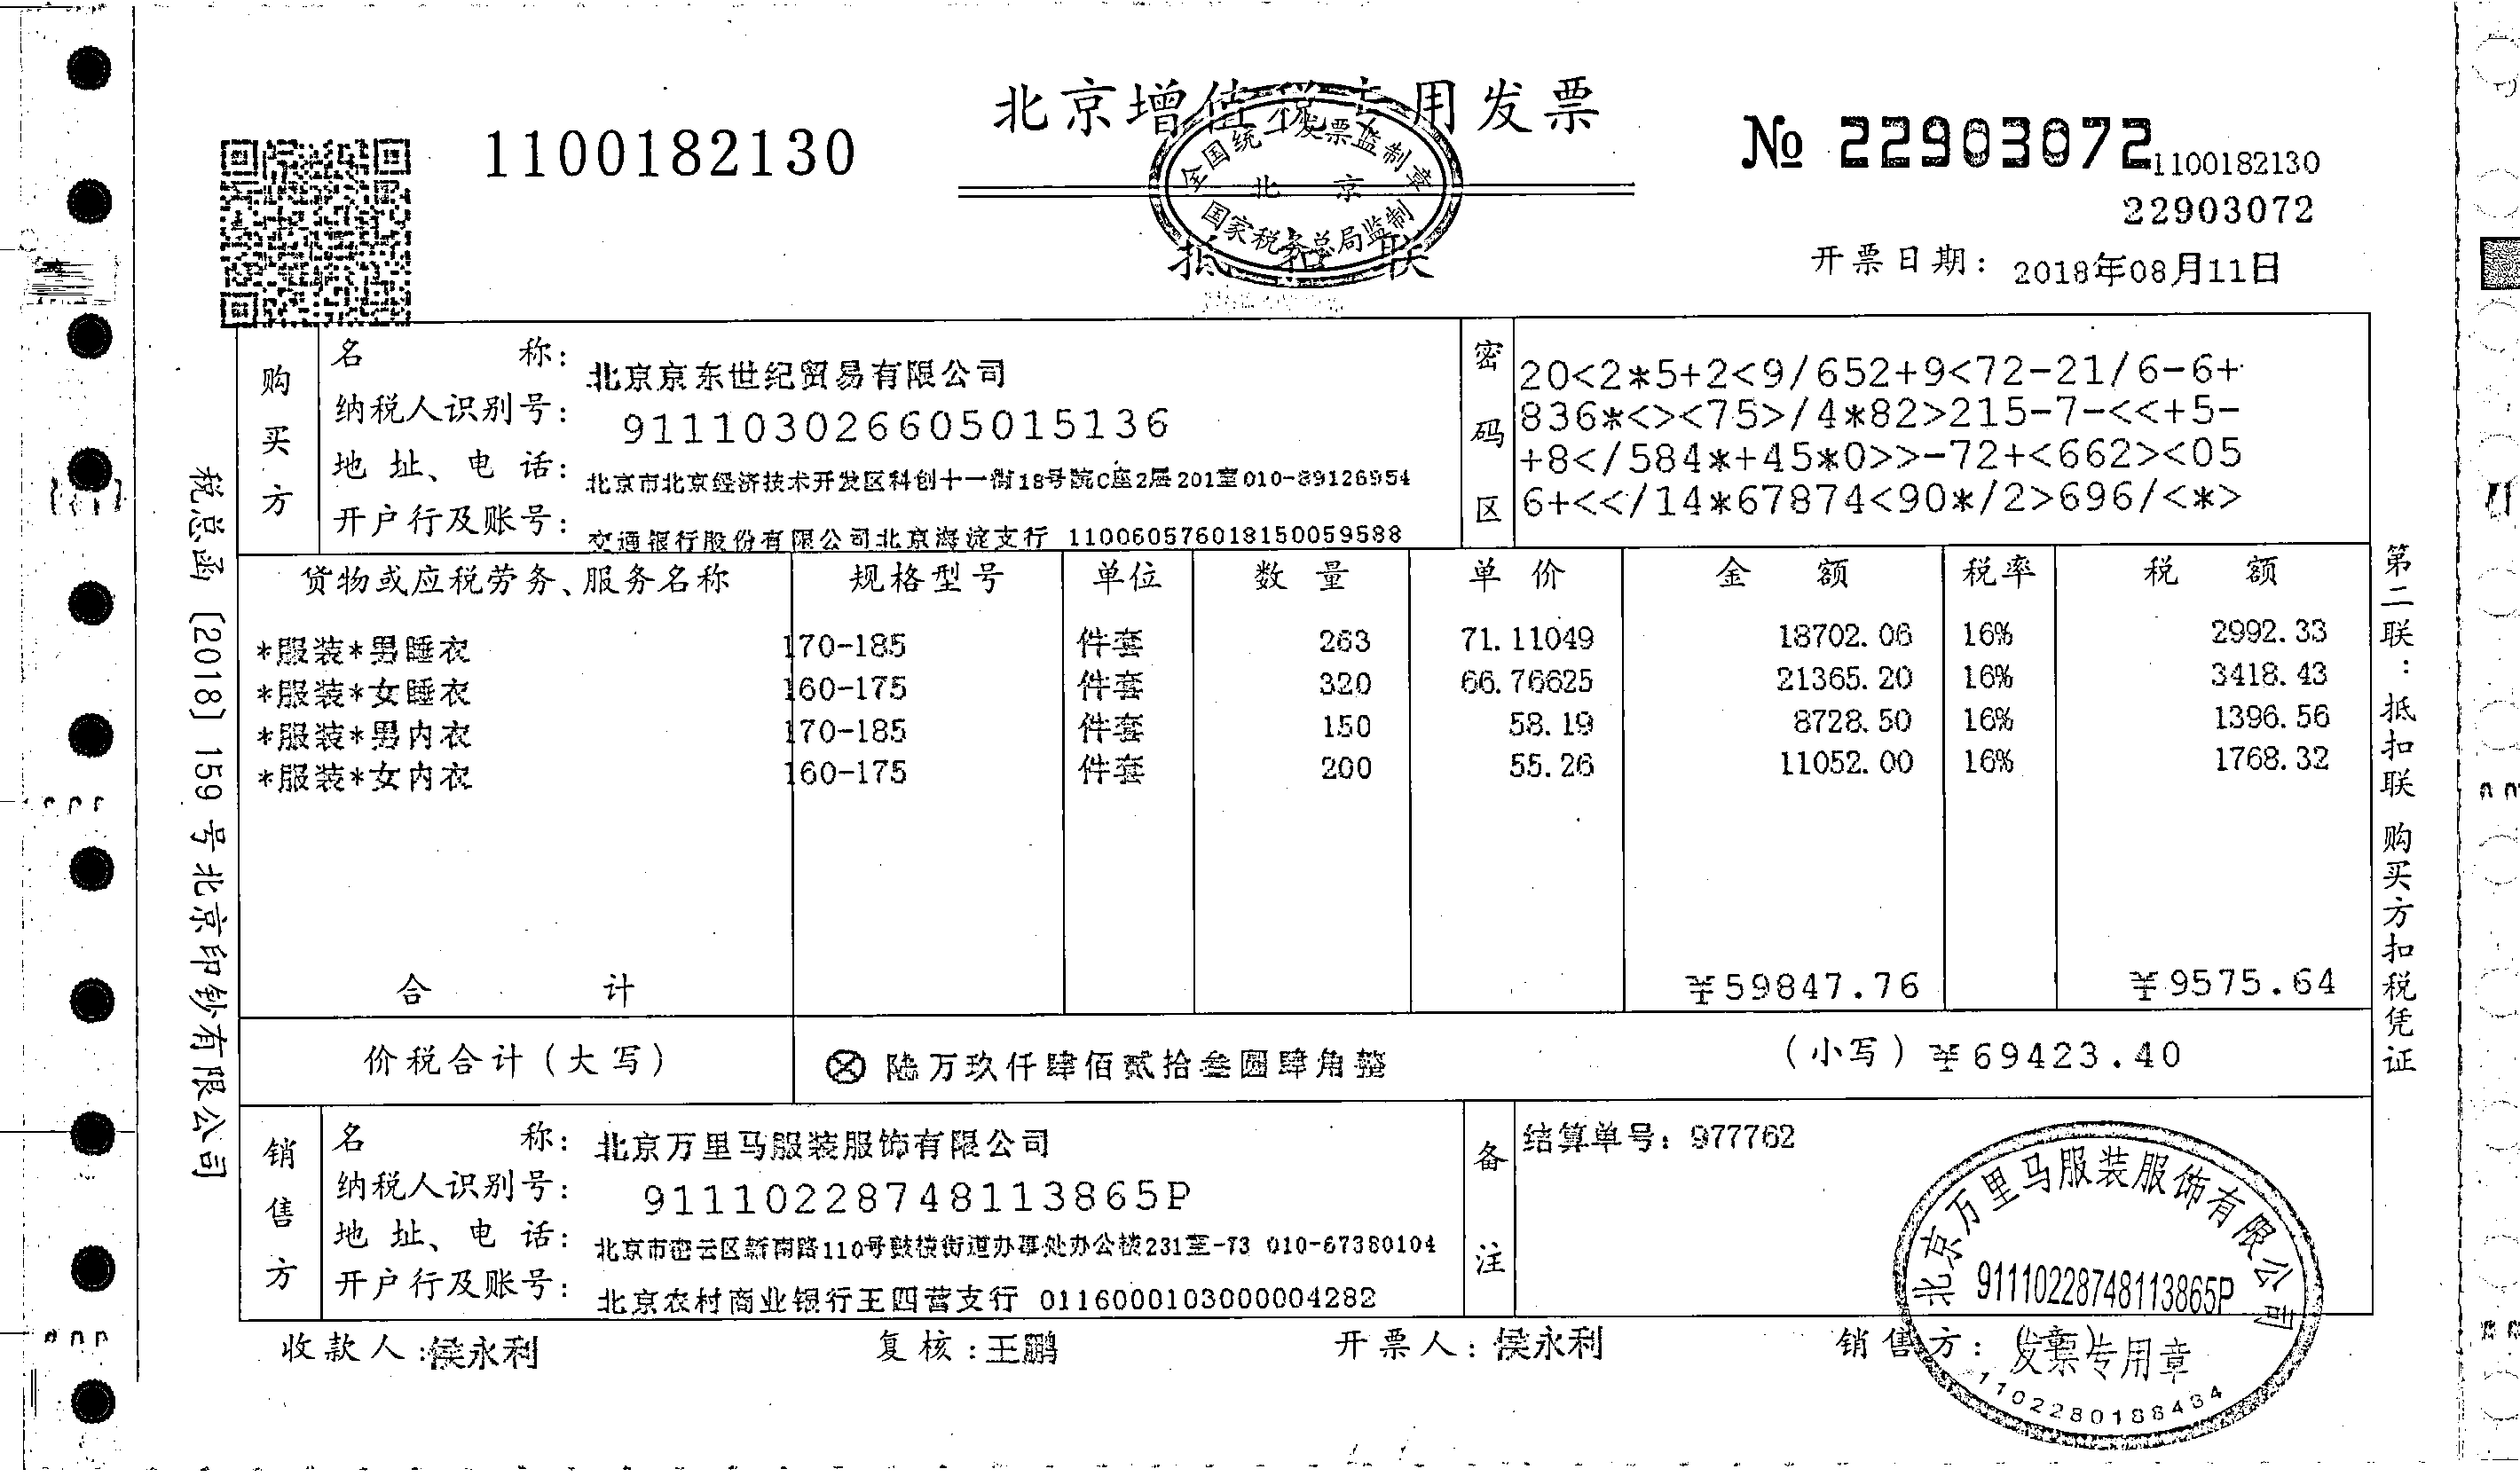 北京增值税专用发票
1100182130
№ 22903072
1100182130
22903072
全国统一发票监制章
北京
国家税务总局监制
抵扣联
开票日期: 2018年08月11日
购买方
名称: 北京京东世纪贸易有限公司
纳税人识别号: 911103026605015136
地址、电话: 北京市北京经济技术开发区科创十一街18号院C座2层201室010-89126954
开户行及账号: 交通银行股份有限公司北京海淀支行 110060576018150059588
密码区
20<2*5+2<9/652+9<72-21/6-6+
836*<><75>/4*82>215-7-<<+5-
+8</584*+45*0>>-72+<662><05
6+<</14*67874<90*/2>696/<*>
货物或应税劳务、服务名称 规格型号 单位 数量 单价 金额 税率 税额
*服装*男睡衣 170-185 件套 263 71.11049 18702.06 16% 2992.33
*服装*女睡衣 160-175 件套 320 66.76625 21365.20 16% 3418.43
*服装*男内衣 170-185 件套 150 58.19 8728.50 16% 1396.56
*服装*女内衣 160-175 件套 200 55.26 11052.00 16% 1768.32
合计 ¥59847.76 ¥9575.64
价税合计(大写) ⊗ 陆万玖仟肆佰贰拾叁圆肆角整 (小写) ¥69423.40
销售方
名称: 北京万里马服装服饰有限公司
纳税人识别号: 91110228748113865P
地址、电话: 北京市密云区新南路110号鼓楼街道办事处办公楼231室-73 010-67380104
开户行及账号: 北京农村商业银行王四营支行 0116000103000004282
备注
结算单号: 977762
收款人:侯永利 复核:王鹏 开票人:侯永利 销售方:(章)
北京万里马服装服饰有限公司
91110228748113865P
发票专用章
税总函〔2018〕159号北京印钞有限公司
第二联:抵扣联 购买方扣税凭证